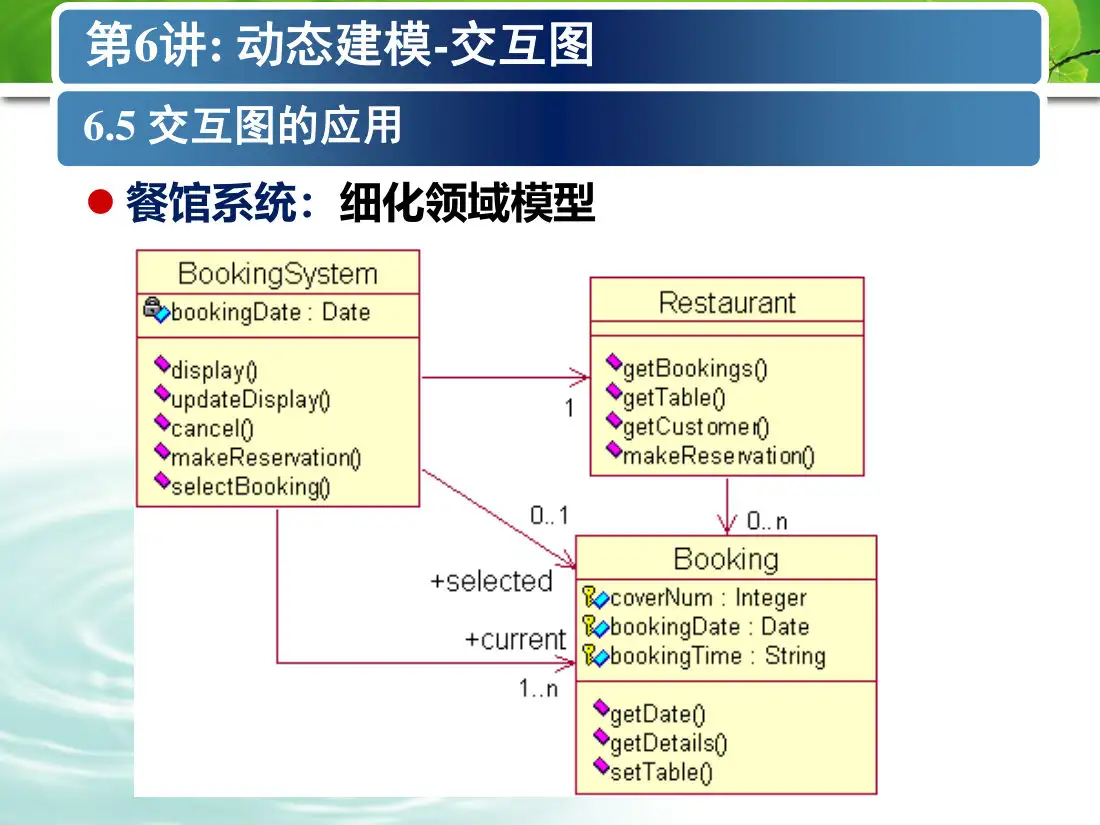 第6讲: 动态建模-交互图
6.5 交互图的应用
餐馆系统：细化领域模型
BookingSystem
bookingDate : Date
display()
updateDisplay()
cancel()
makeReservation()
selectBooking()
Restaurant
getBookings()
getTable()
getCustomer()
makeReservation()
1
0..1
+selected
0..n
+current
1..n
Booking
coverNum : Integer
bookingDate : Date
bookingTime : String
getDate()
getDetails()
setTable()